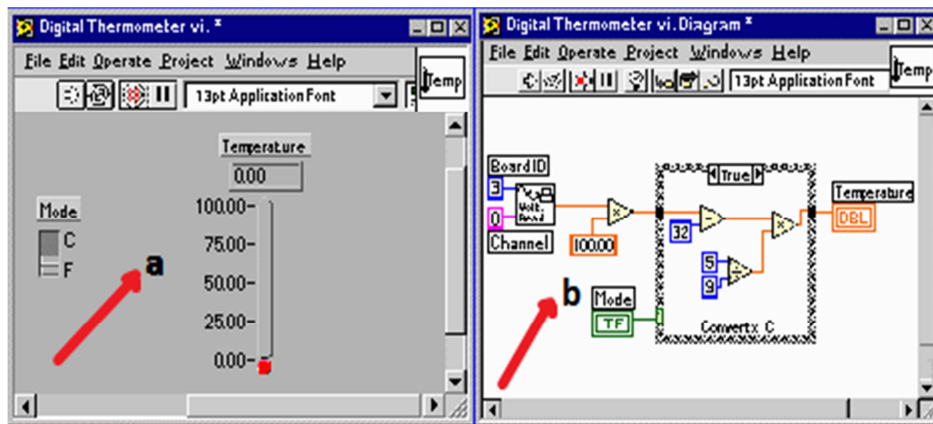 Digital Thermometer vi. *
File Edit Operate Project Windows Help
13pt Application Font
Temp
Temperature
0.00
Mode
C
F
100.00
75.00
50.00
25.00
0.00
a
Digital Thermometer vi. Diagram *
File Edit Operate Project Windows Help
13pt Application Font
Temp
Board ID
3
0
Volt
Read
Channel
100.00
x
True
32
-
5
9
÷
x
Convert x C
Mode
TF
Temperature
DBL
b